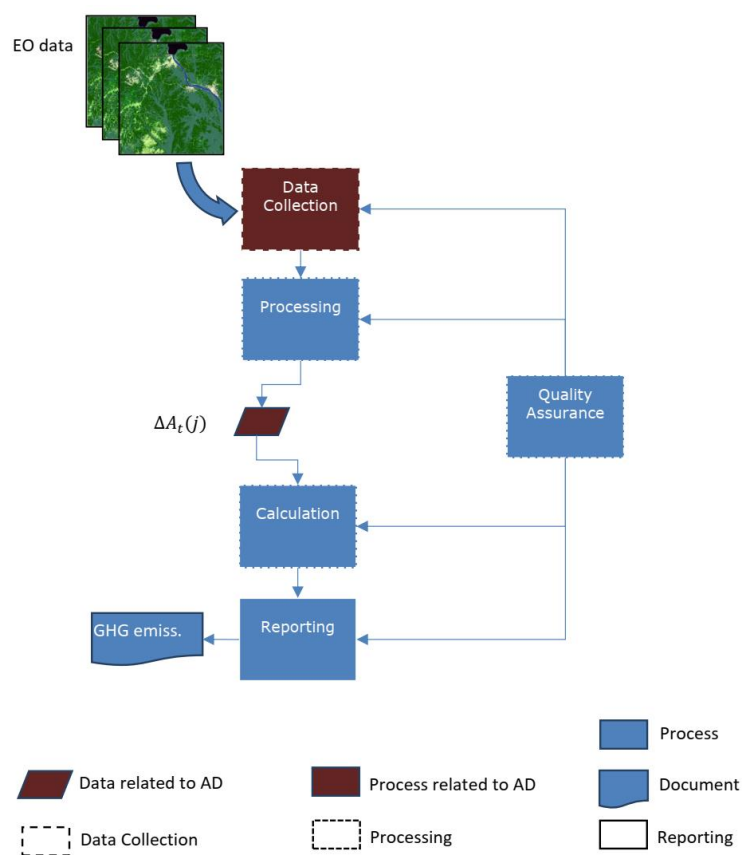 EO data
Data
Collection
Processing
Quality
Assurance
ΔAₜ(j)
Calculation
Reporting
GHG emiss.
Process
Data related to AD
Process related to AD
Document
Data Collection
Processing
Reporting